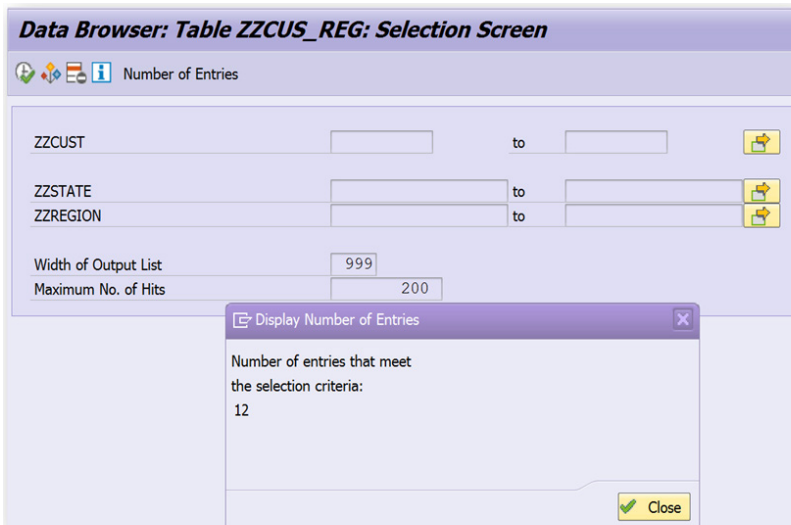 Data Browser: Table ZZCUS_REG: Selection Screen
Number of Entries
ZZCUST to
ZZSTATE to
ZZREGION to
Width of Output List 999
Maximum No. of Hits 200
Display Number of Entries
Number of entries that meet
the selection criteria:
12
Close